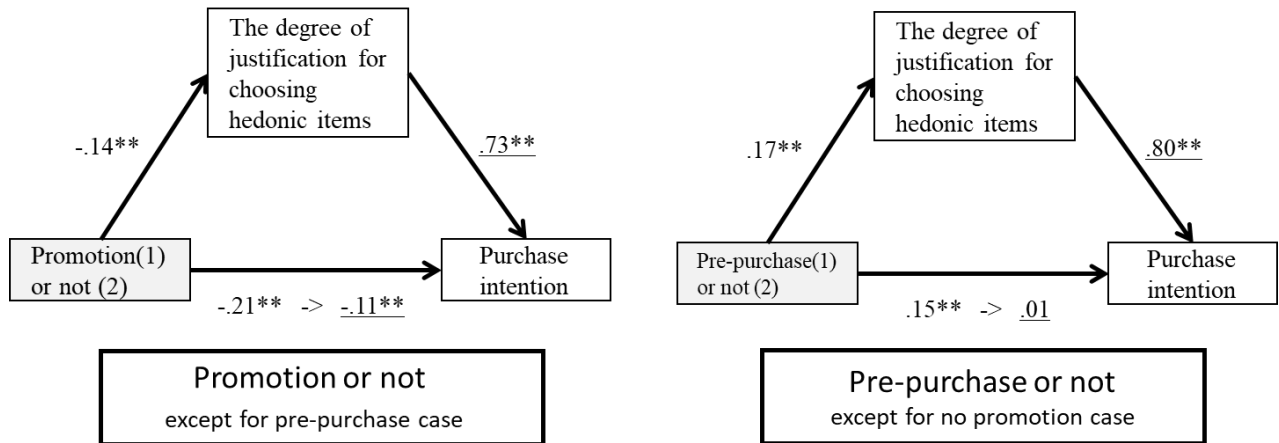 The degree of
justification for
choosing
hedonic items
-.14**
.73**
Promotion(1)
or not (2)
Purchase
intention
-.21** -> -.11**
Promotion or not
except for pre-purchase case
The degree of
justification for
choosing
hedonic items
.17**
.80**
Pre-purchase(1)
or not (2)
Purchase
intention
.15** -> .01
Pre-purchase or not
except for no promotion case